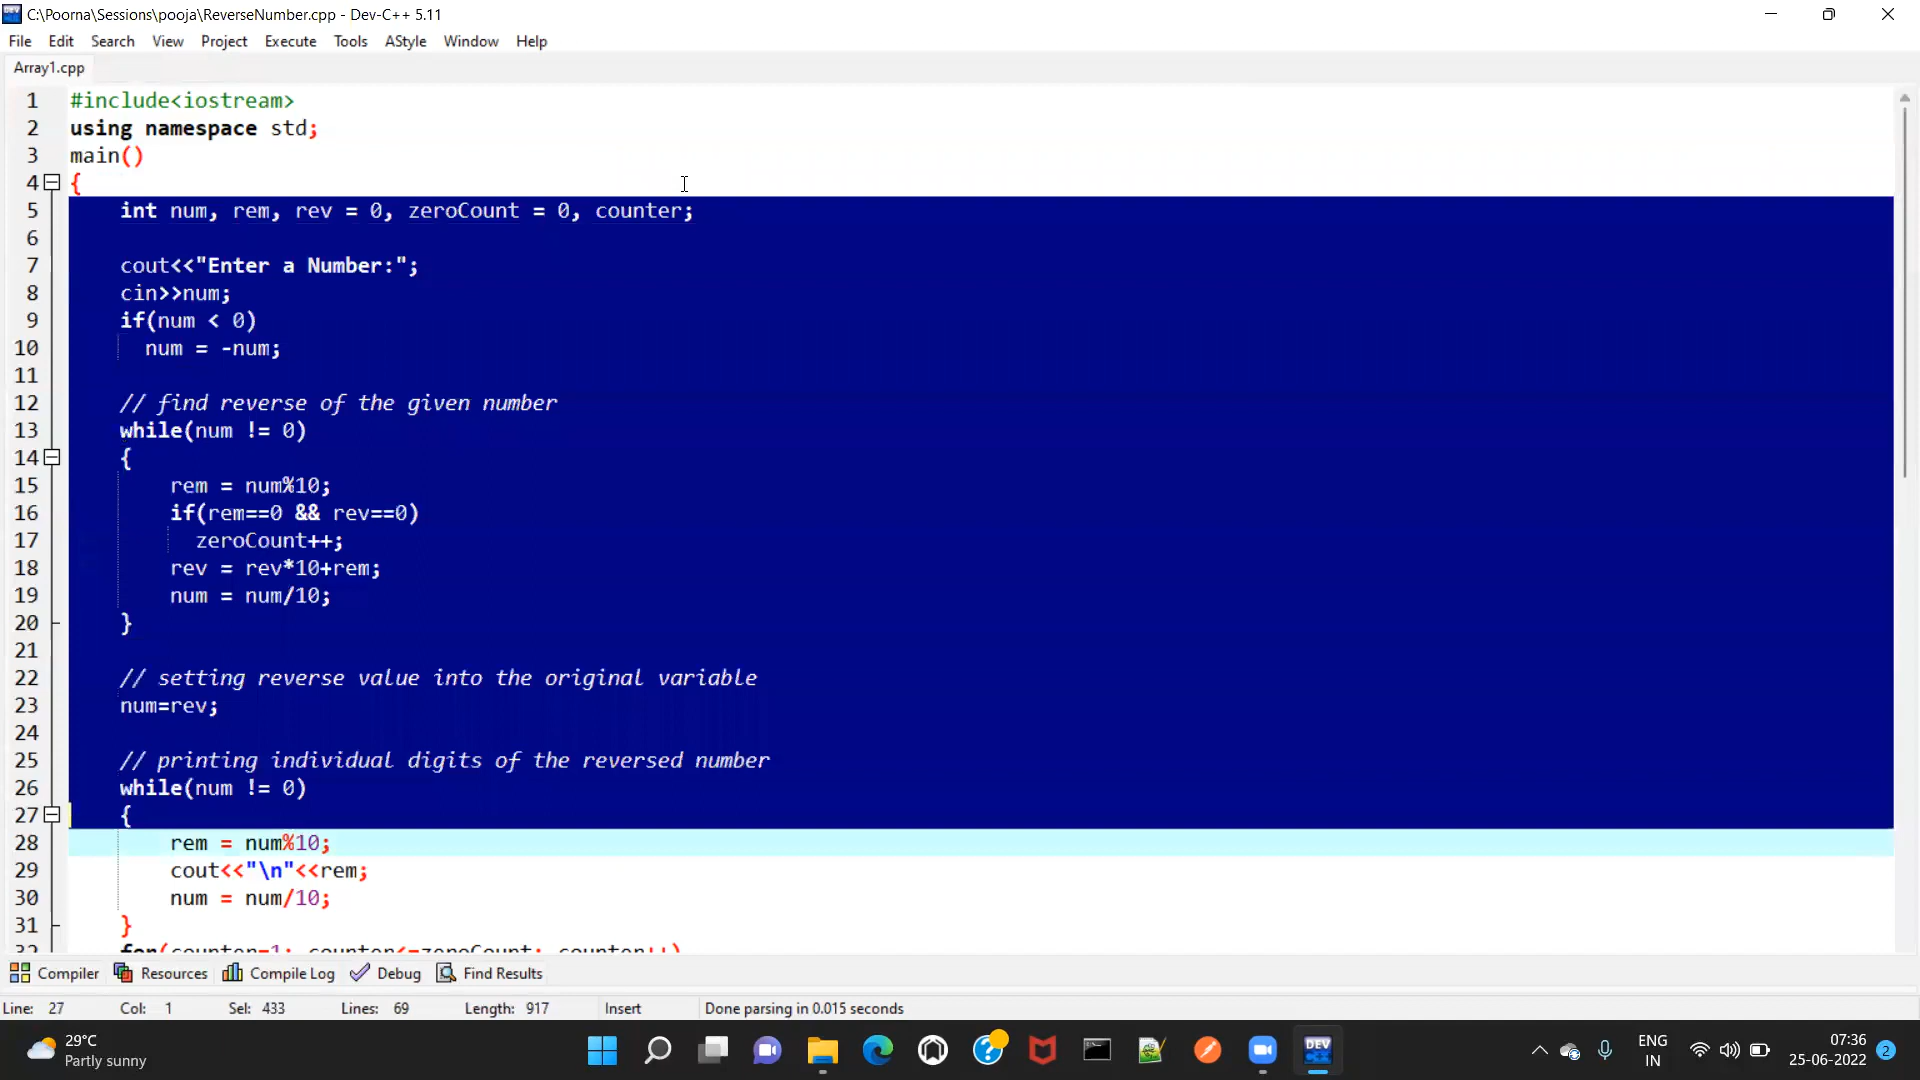 C:\Poorna\Sessions\pooja\ReverseNumber.cpp - Dev-C++ 5.11
File Edit Search View Project Execute Tools AStyle Window Help
Array1.cpp
1 #include<iostream>
2 using namespace std;
3 main()
4 {
5 int num, rem, rev = 0, zeroCount = 0, counter;
6
7 cout<<"Enter a Number:";
8 cin>>num;
9 if(num < 0)
10 num = -num;
11
12 // find reverse of the given number
13 while(num != 0)
14 {
15 rem = num%10;
16 if(rem==0 && rev==0)
17 zeroCount++;
18 rev = rev*10+rem;
19 num = num/10;
20 }
21
22 // setting reverse value into the original variable
23 num=rev;
24
25 // printing individual digits of the reversed number
26 while(num != 0)
27 {
28 rem = num%10;
29 cout<<"\n"<<rem;
30 num = num/10;
31 }
32 for(counter=1; counter<=zeroCount; counter++)
Compiler Resources Compile Log Debug Find Results
Line: 27 Col: 1 Sel: 433 Lines: 69 Length: 917 Insert Done parsing in 0.015 seconds
29°C
Partly sunny
DEV
ENG
IN
07:36
25-06-2022
2